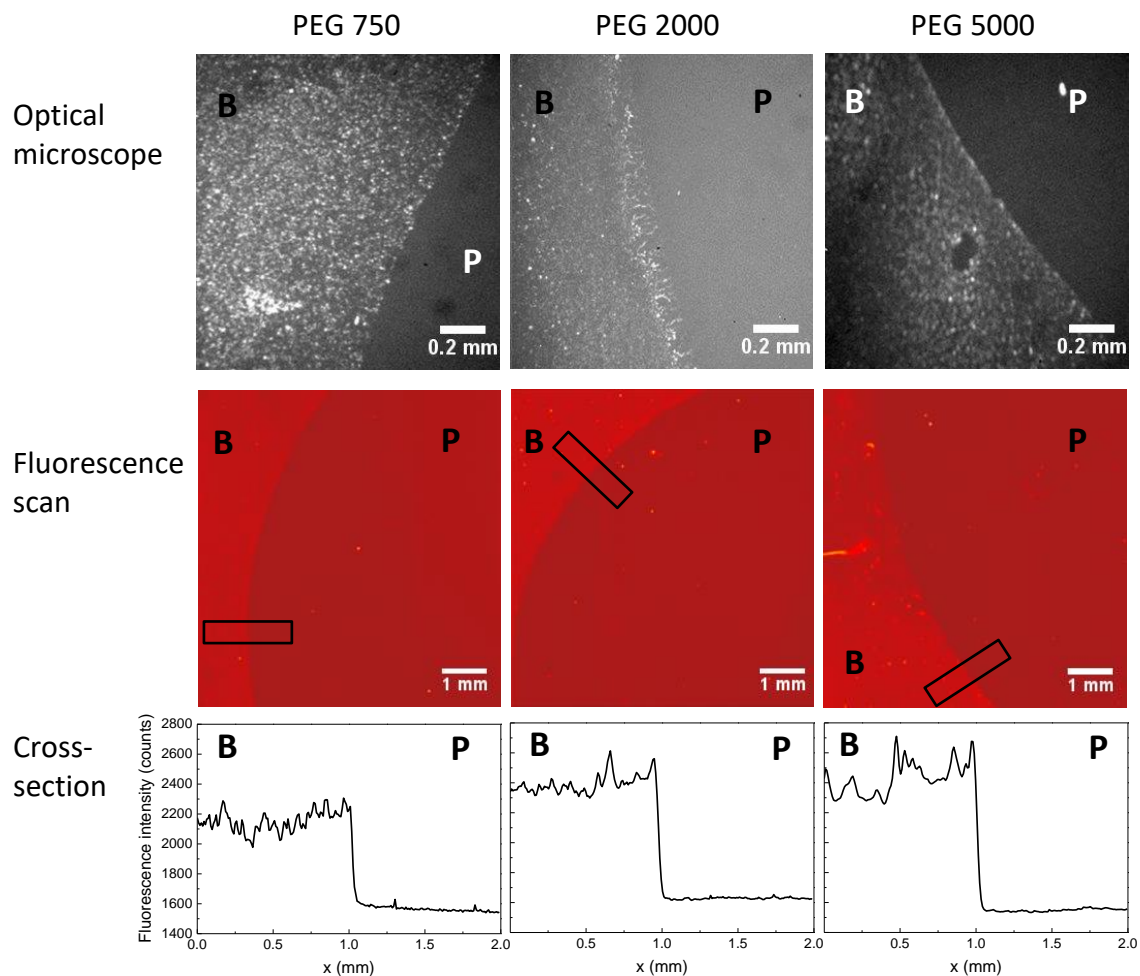 PEG 750
PEG 2000
PEG 5000
Optical
microscope
B
P
0.2 mm
B
P
0.2 mm
B
P
0.2 mm
Fluorescence
scan
B
P
1 mm
B
P
1 mm
P
B
1 mm
Cross-
section
Fluorescence intensity (counts)
2800
2600
2400
2200
2000
1800
1600
1400
B
P
0.0
0.5
1.0
1.5
2.0
x (mm)
B
P
0.5
1.0
1.5
2.0
x (mm)
B
P
0.5
1.0
1.5
2.0
x (mm)